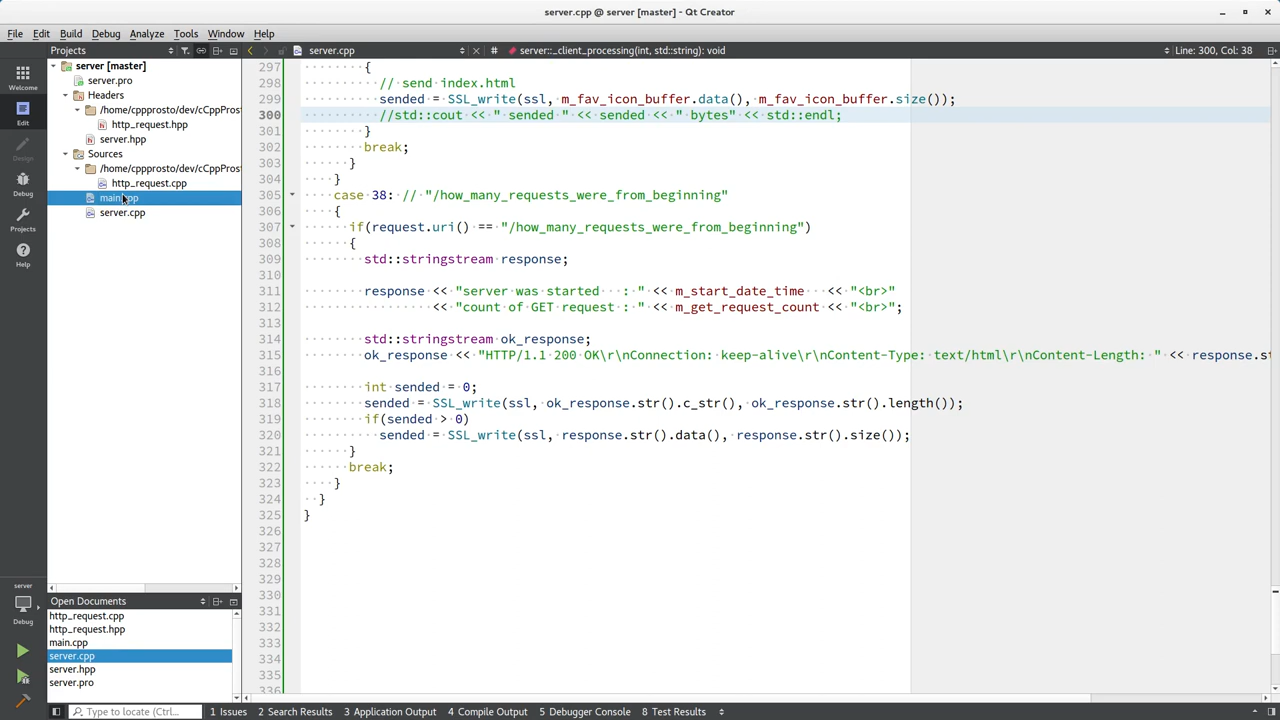 server.cpp @ server [master] - Qt Creator
File Edit Build Debug Analyze Tools Window Help
Projects
server.cpp
# server::_client_processing(int, std::string): void
Line: 300, Col: 38
Welcome
Edit
Design
Debug
Projects
Help
server
Debug
server [master]
server.pro
Headers
/home/cppprosto/dev/cCppProst
http_request.hpp
server.hpp
Sources
/home/cppprosto/dev/cCppProst
http_request.cpp
main.cpp
server.cpp
Open Documents
http_request.cpp
http_request.hpp
main.cpp
server.cpp
server.hpp
server.pro
297 {
298 // send index.html
299 sended = SSL_write(ssl, m_fav_icon_buffer.data(), m_fav_icon_buffer.size());
300 //std::cout << " sended " << sended << " bytes" << std::endl;
301 }
302 break;
303 }
304 }
305 case 38: // "/how_many_requests_were_from_beginning"
306 {
307 if(request.uri() == "/how_many_requests_were_from_beginning")
308 {
309 std::stringstream response;
310
311 response << "server was started   : " << m_start_date_time   << "<br>"
312 << "count of GET request : " << m_get_request_count << "<br>";
313
314 std::stringstream ok_response;
315 ok_response << "HTTP/1.1 200 OK\r\nConnection: keep-alive\r\nContent-Type: text/html\r\nContent-Length: " << response.st
316
317 int sended = 0;
318 sended = SSL_write(ssl, ok_response.str().c_str(), ok_response.str().length());
319 if(sended > 0)
320 sended = SSL_write(ssl, response.str().data(), response.str().size());
321 }
322 break;
323 }
324 }
325 }
326
327
328
329
330
331
332
333
334
335
336
Type to locate (Ctrl...
1 Issues 2 Search Results 3 Application Output 4 Compile Output 5 Debugger Console 8 Test Results